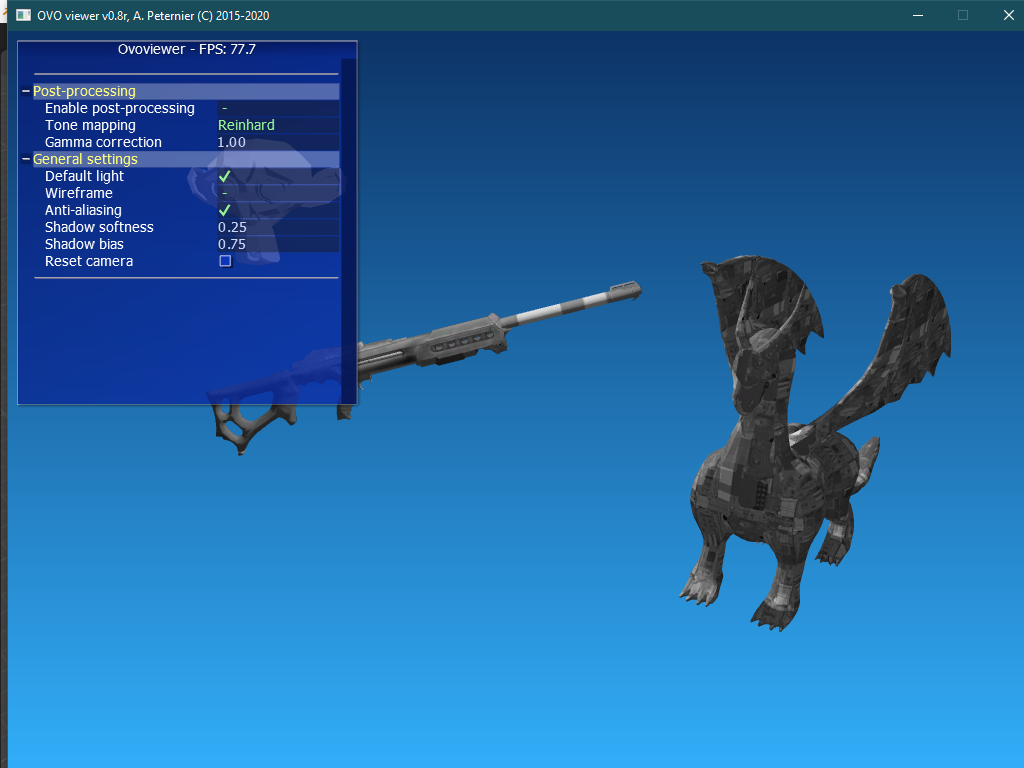 OVO viewer v0.8r, A. Peternier (C) 2015-2020
Ovoviewer - FPS: 77.7
Post-processing
Enable post-processing -
Tone mapping Reinhard
Gamma correction 1.00
General settings
Default light
Wireframe -
Anti-aliasing
Shadow softness 0.25
Shadow bias 0.75
Reset camera